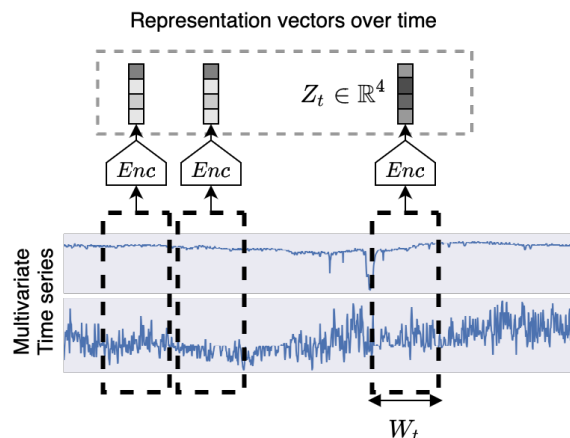 Representation vectors over time
Z_t ∈ ℝ^4
Enc
Enc
Enc
Multivariate
Time series
W_t